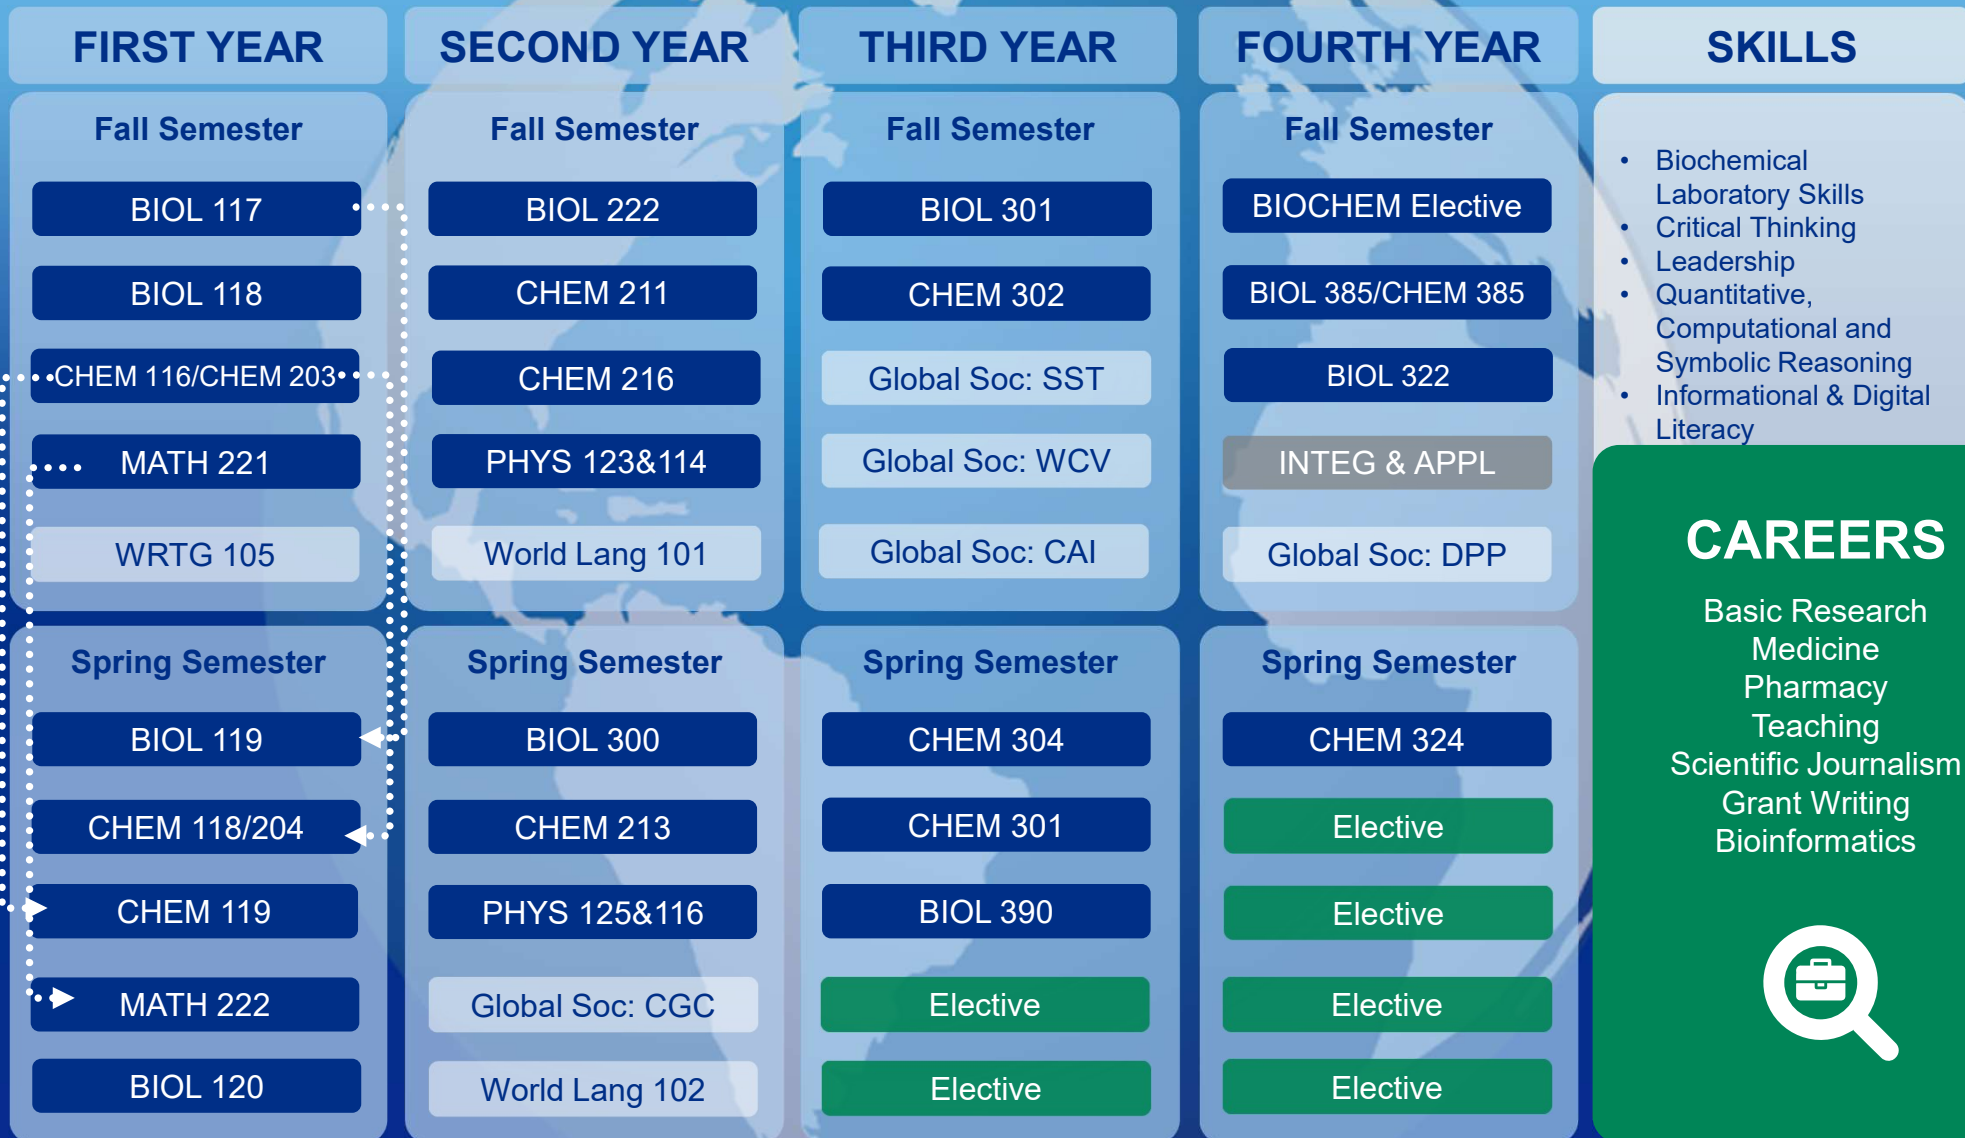 FIRST YEAR
Fall Semester
BIOL 117
BIOL 118
CHEM 116/CHEM 203
MATH 221
WRTG 105
Spring Semester
BIOL 119
CHEM 118/204
CHEM 119
MATH 222
BIOL 120
SECOND YEAR
Fall Semester
BIOL 222
CHEM 211
CHEM 216
PHYS 123&114
World Lang 101
Spring Semester
BIOL 300
CHEM 213
PHYS 125&116
Global Soc: CGC
World Lang 102
THIRD YEAR
Fall Semester
BIOL 301
CHEM 302
Global Soc: SST
Global Soc: WCV
Global Soc: CAI
Spring Semester
CHEM 304
CHEM 301
BIOL 390
Elective
Elective
FOURTH YEAR
Fall Semester
BIOCHEM Elective
BIOL 385/CHEM 385
BIOL 322
INTEG & APPL
Global Soc: DPP
Spring Semester
CHEM 324
Elective
Elective
Elective
Elective
SKILLS
• Biochemical
Laboratory Skills
• Critical Thinking
• Leadership
• Quantitative,
Computational and
Symbolic Reasoning
• Informational & Digital
Literacy
CAREERS
Basic Research
Medicine
Pharmacy
Teaching
Scientific Journalism
Grant Writing
Bioinformatics